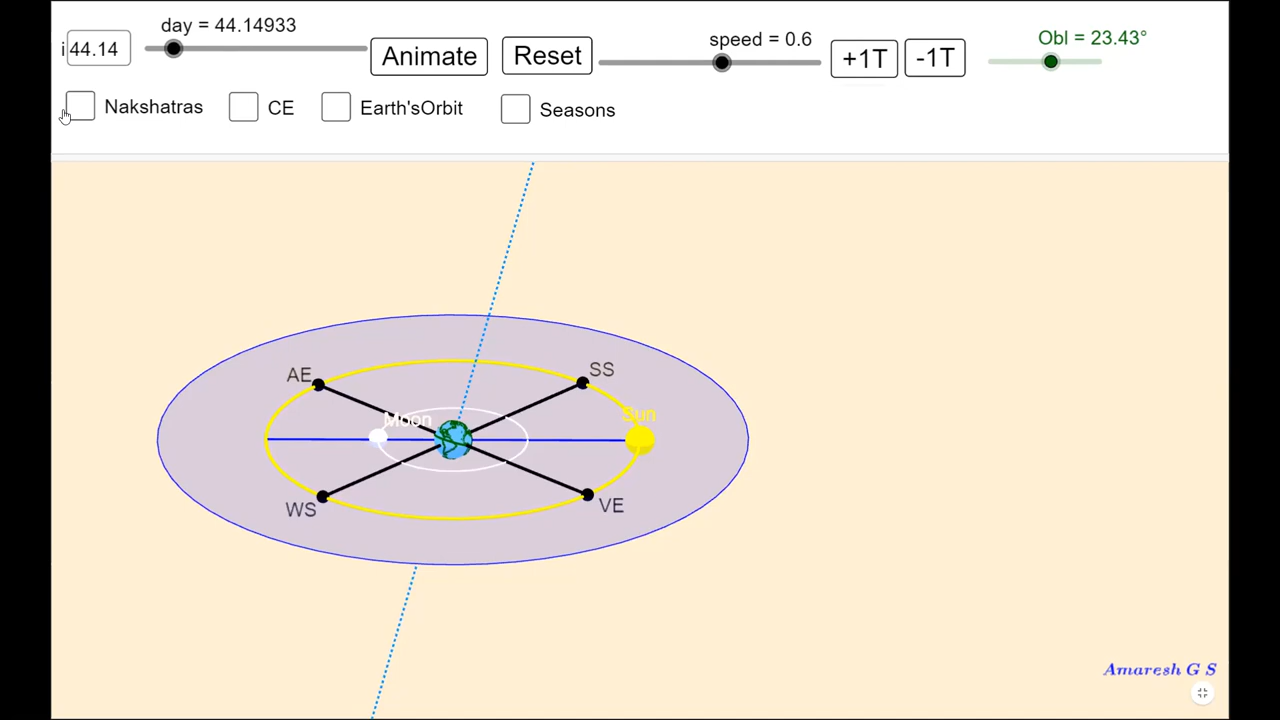 i 44.14
day = 44.14933
Animate
Reset
speed = 0.6
+1T
-1T
Obl = 23.43°
Nakshatras
CE
Earth'sOrbit
Seasons
AE
SS
Moon
Sun
WS
VE
Amaresh G S